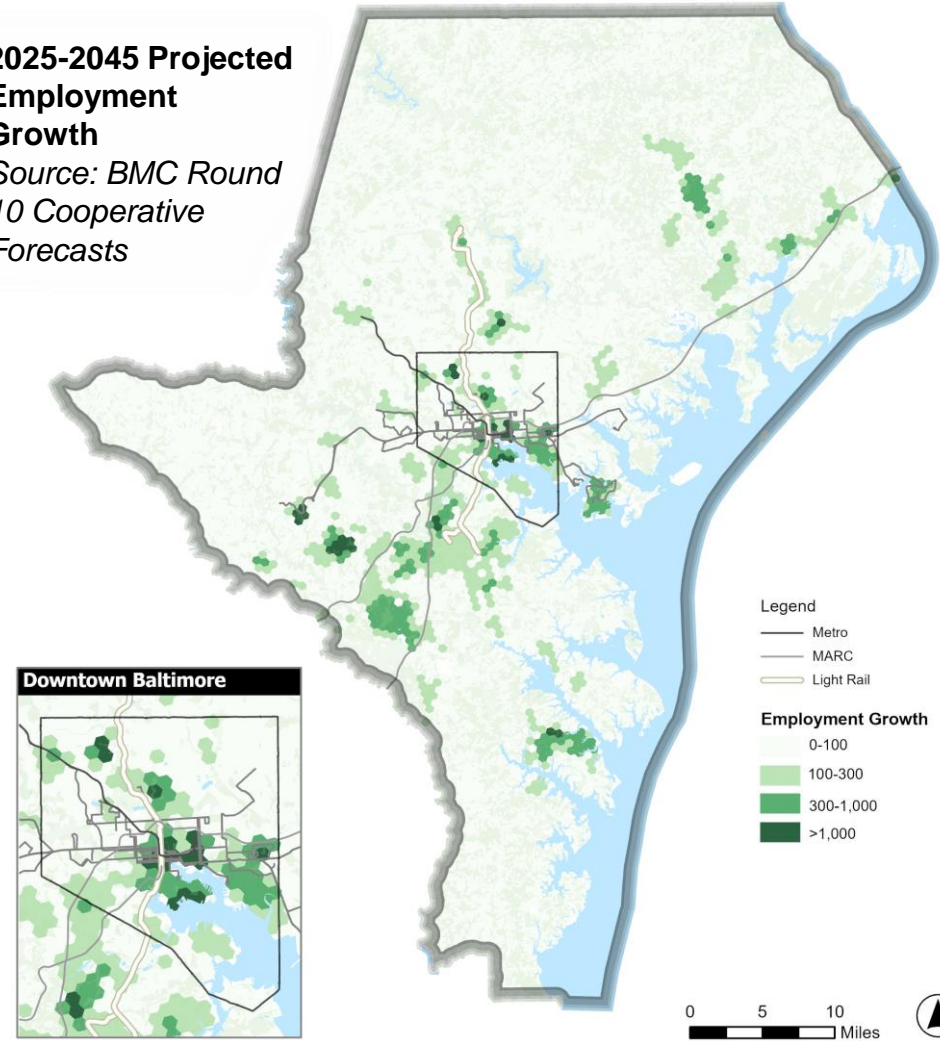 2025-2045 Projected
Employment
Growth
Source: BMC Round
10 Cooperative
Forecasts
Legend
Metro
MARC
Light Rail
Employment Growth
0-100
100-300
300-1,000
>1,000
Downtown Baltimore
0 5 10
Miles